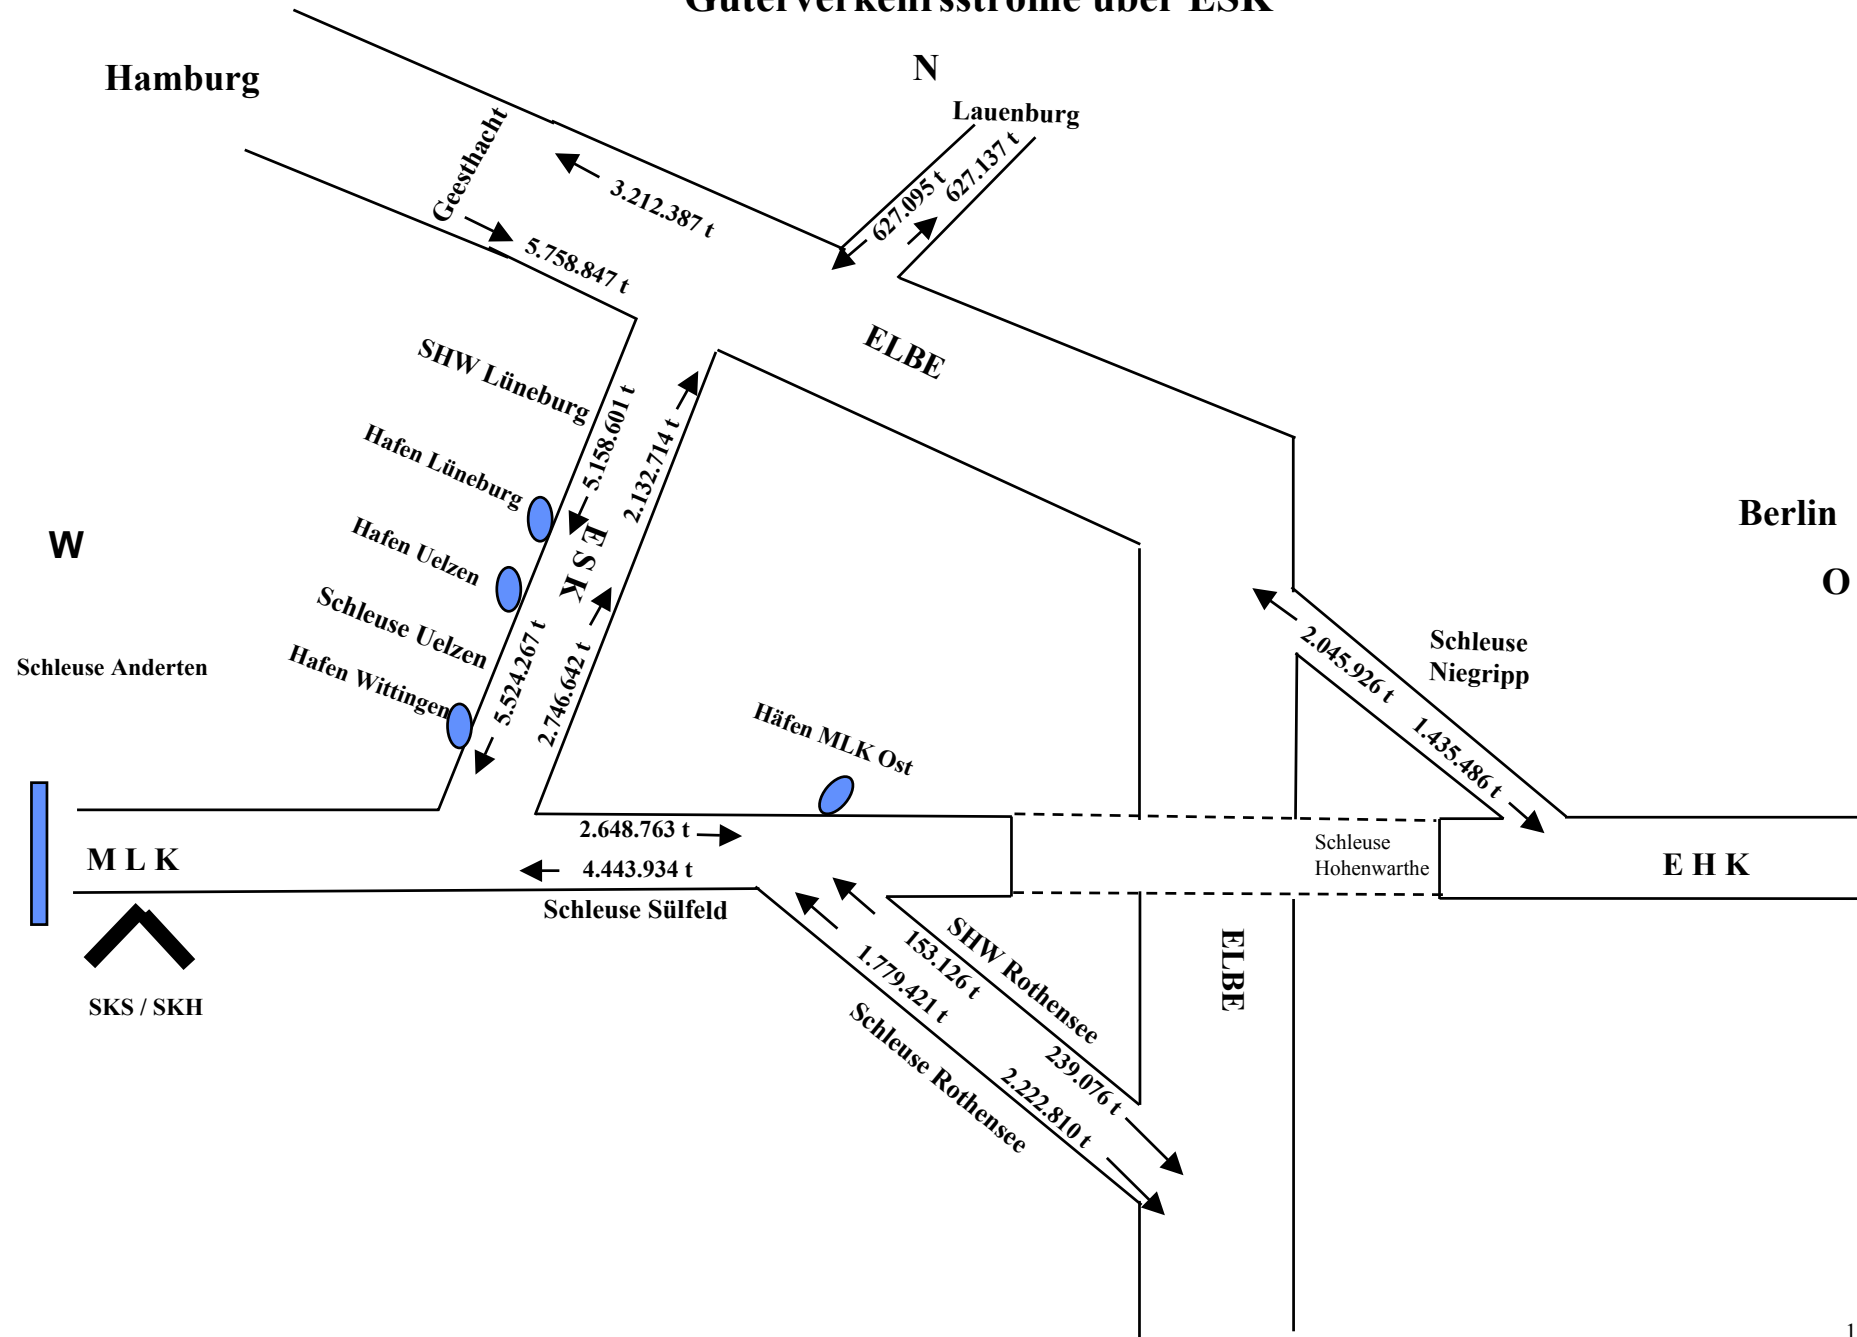 Güterverkehrsströme über ESK
Hamburg
N
Lauenburg
Geesthacht
3.212.387 t
5.758.847 t
627.095 t
627.137 t
ELBE
SHW Lüneburg
5.158.601 t
2.132.714 t
Hafen Lüneburg
Hafen Uelzen
E S K
W
Berlin
O
Schleuse Uelzen
Hafen Wittingen
5.524.267 t
2.746.642 t
Schleuse Anderten
2.045.926 t
Schleuse
Niegripp
1.435.486 t
Häfen MLK Ost
2.648.763 t
4.443.934 t
M L K
Schleuse
Hohenwarthe
E H K
Schleuse Sülfeld
SHW Rothensee
153.126 t
1.779.421 t
ELBE
Schleuse Rothensee
239.076 t
2.222.810 t
SKS / SKH
1